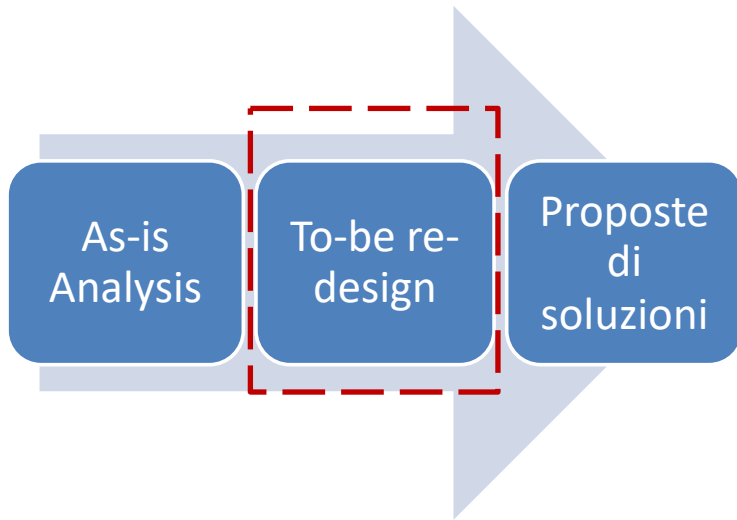 As-is
Analysis
To-be re-
design
Proposte
di
soluzioni